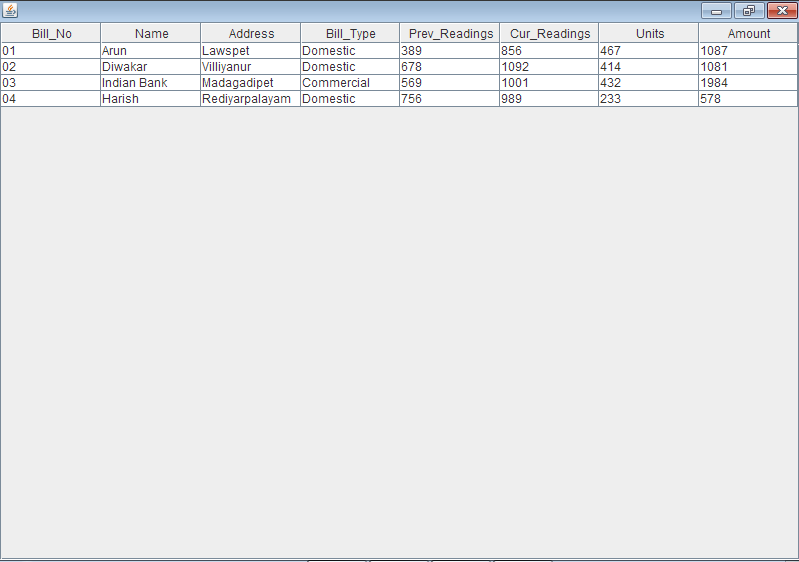 Bill_No Name Address Bill_Type Prev_Readings Cur_Readings Units Amount
01 Arun Lawspet Domestic 389 856 467 1087
02 Diwakar Villiyanur Domestic 678 1092 414 1081
03 Indian Bank Madagadipet Commercial 569 1001 432 1984
04 Harish Rediyarpalayam Domestic 756 989 233 578